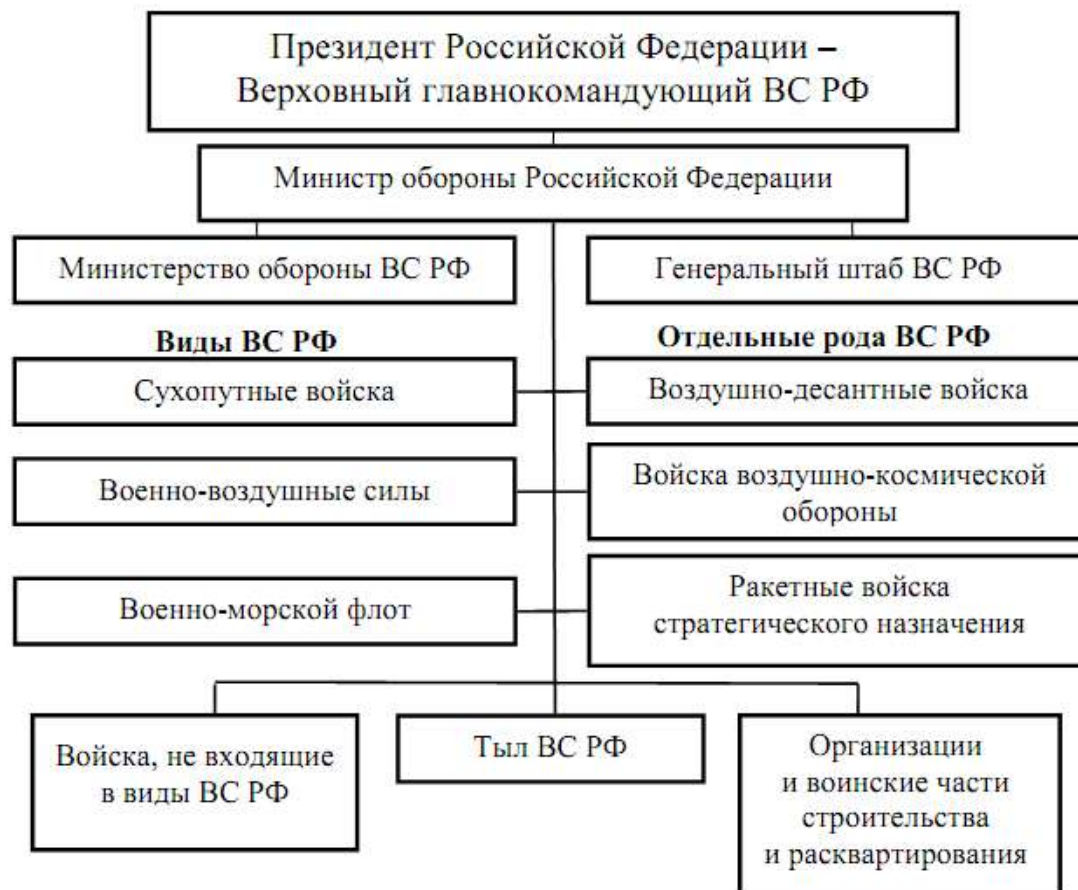 Президент Российской Федерации –
Верховный главнокомандующий ВС РФ
Министр обороны Российской Федерации
Министерство обороны ВС РФ
Генеральный штаб ВС РФ
Виды ВС РФ
Отдельные рода ВС РФ
Сухопутные войска
Воздушно-десантные войска
Военно-воздушные силы
Войска воздушно-космической
обороны
Военно-морской флот
Ракетные войска
стратегического назначения
Войска, не входящие
в виды ВС РФ
Тыл ВС РФ
Организации
и воинские части
строительства
и расквартирования